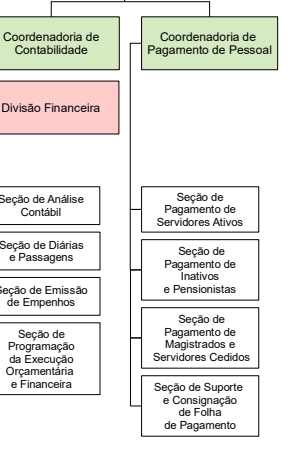 Coordenadoria de
Contabilidade
Coordenadoria de
Pagamento de Pessoal
Divisão Financeira
Seção de Análise
Contábil
Seção de Diárias
e Passagens
Seção de Emissão
de Empenhos
Seção de
Programação
da Execução
Orçamentária
e Financeira
Seção de
Pagamento de
Servidores Ativos
Seção de
Pagamento de
Inativos
e Pensionistas
Seção de
Pagamento de
Magistrados e
Servidores Cedidos
Seção de Suporte
e Consignação
de Folha
de Pagamento